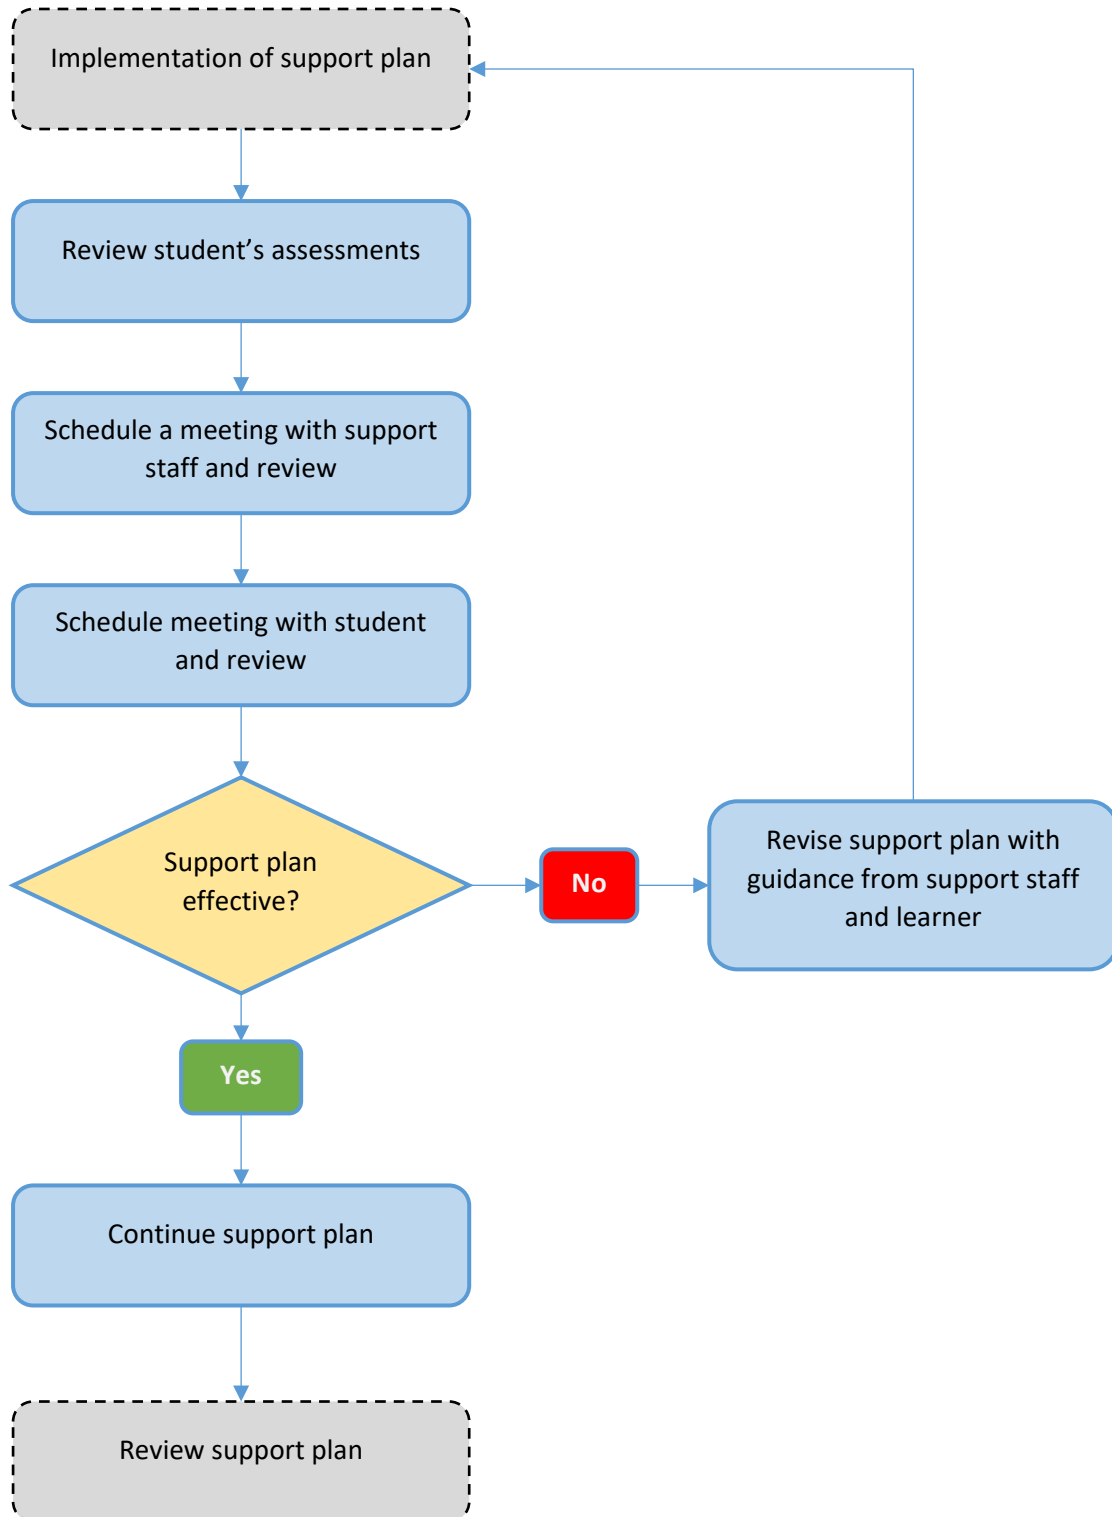 Implementation of support plan
Review student’s assessments
Schedule a meeting with support
staff and review
Schedule meeting with student
and review
Support plan
effective?
No
Revise support plan with
guidance from support staff
and learner
Yes
Continue support plan
Review support plan